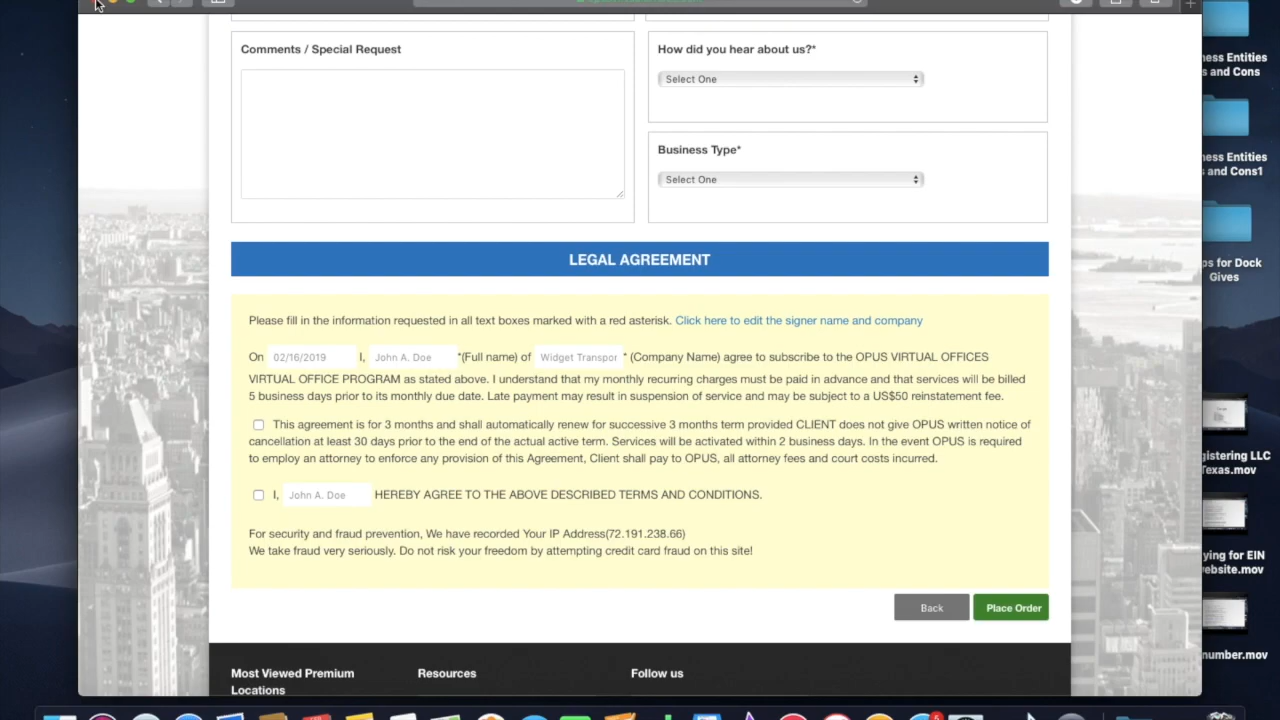 Comments / Special Request
How did you hear about us?*
Select One
Business Type*
Select One
LEGAL AGREEMENT
Please fill in the information requested in all text boxes marked with a red asterisk. Click here to edit the signer name and company
On 02/16/2019 I, John A. Doe *(Full name) of Widget Transpor * (Company Name) agree to subscribe to the OPUS VIRTUAL OFFICES
VIRTUAL OFFICE PROGRAM as stated above. I understand that my monthly recurring charges must be paid in advance and that services will be billed
5 business days prior to its monthly due date. Late payment may result in suspension of service and may be subject to a US$50 reinstatement fee.
This agreement is for 3 months and shall automatically renew for successive 3 months term provided CLIENT does not give OPUS written notice of
cancellation at least 30 days prior to the end of the actual active term. Services will be activated within 2 business days. In the event OPUS is required
to employ an attorney to enforce any provision of this Agreement, Client shall pay to OPUS, all attorney fees and court costs incurred.
I, John A. Doe HEREBY AGREE TO THE ABOVE DESCRIBED TERMS AND CONDITIONS.
For security and fraud prevention, We have recorded Your IP Address(72.191.238.66)
We take fraud very seriously. Do not risk your freedom by attempting credit card fraud on this site!
Back
Place Order
Most Viewed Premium
Locations
Resources
Follow us
ness Entities
s and Cons
ness Entities
and Cons1
ps for Dock
Gives
gistering LLC
Texas.mov
ying for EIN
ebsite.mov
number.mov